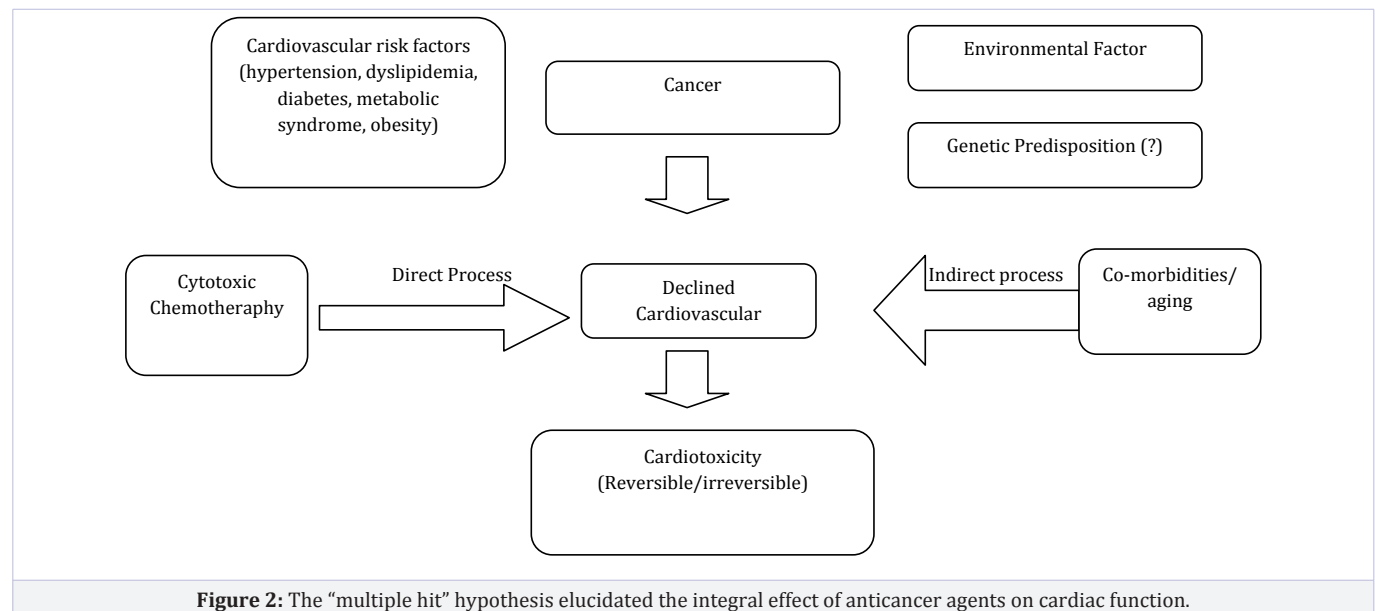 Cardiovascular risk factors
(hypertension, dyslipidemia,
diabetes, metabolic
syndrome, obesity)
Cancer
Environmental Factor
Genetic Predisposition (?)
Cytotoxic
Chemotheraphy
Direct Process
Declined
Cardiovascular
Indirect process
Co-morbidities/
aging
Cardiotoxicity
(Reversible/irreversible)
Figure 2: The “multiple hit” hypothesis elucidated the integral effect of anticancer agents on cardiac function.